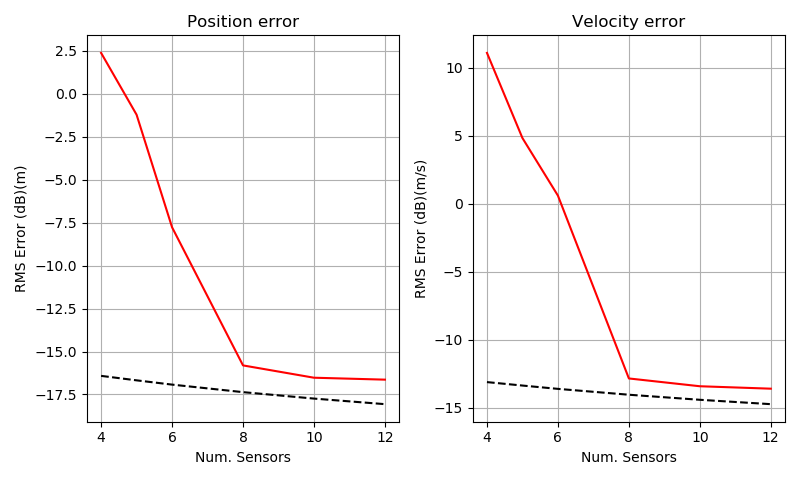 Position error
2.5
0.0
−2.5
−5.0
−7.5
−10.0
−12.5
−15.0
−17.5
RMS Error (dB)(m)
4 6 8 10 12
Num. Sensors
Velocity error
10
5
0
−5
−10
−15
RMS Error (dB)(m/s)
4 6 8 10 12
Num. Sensors